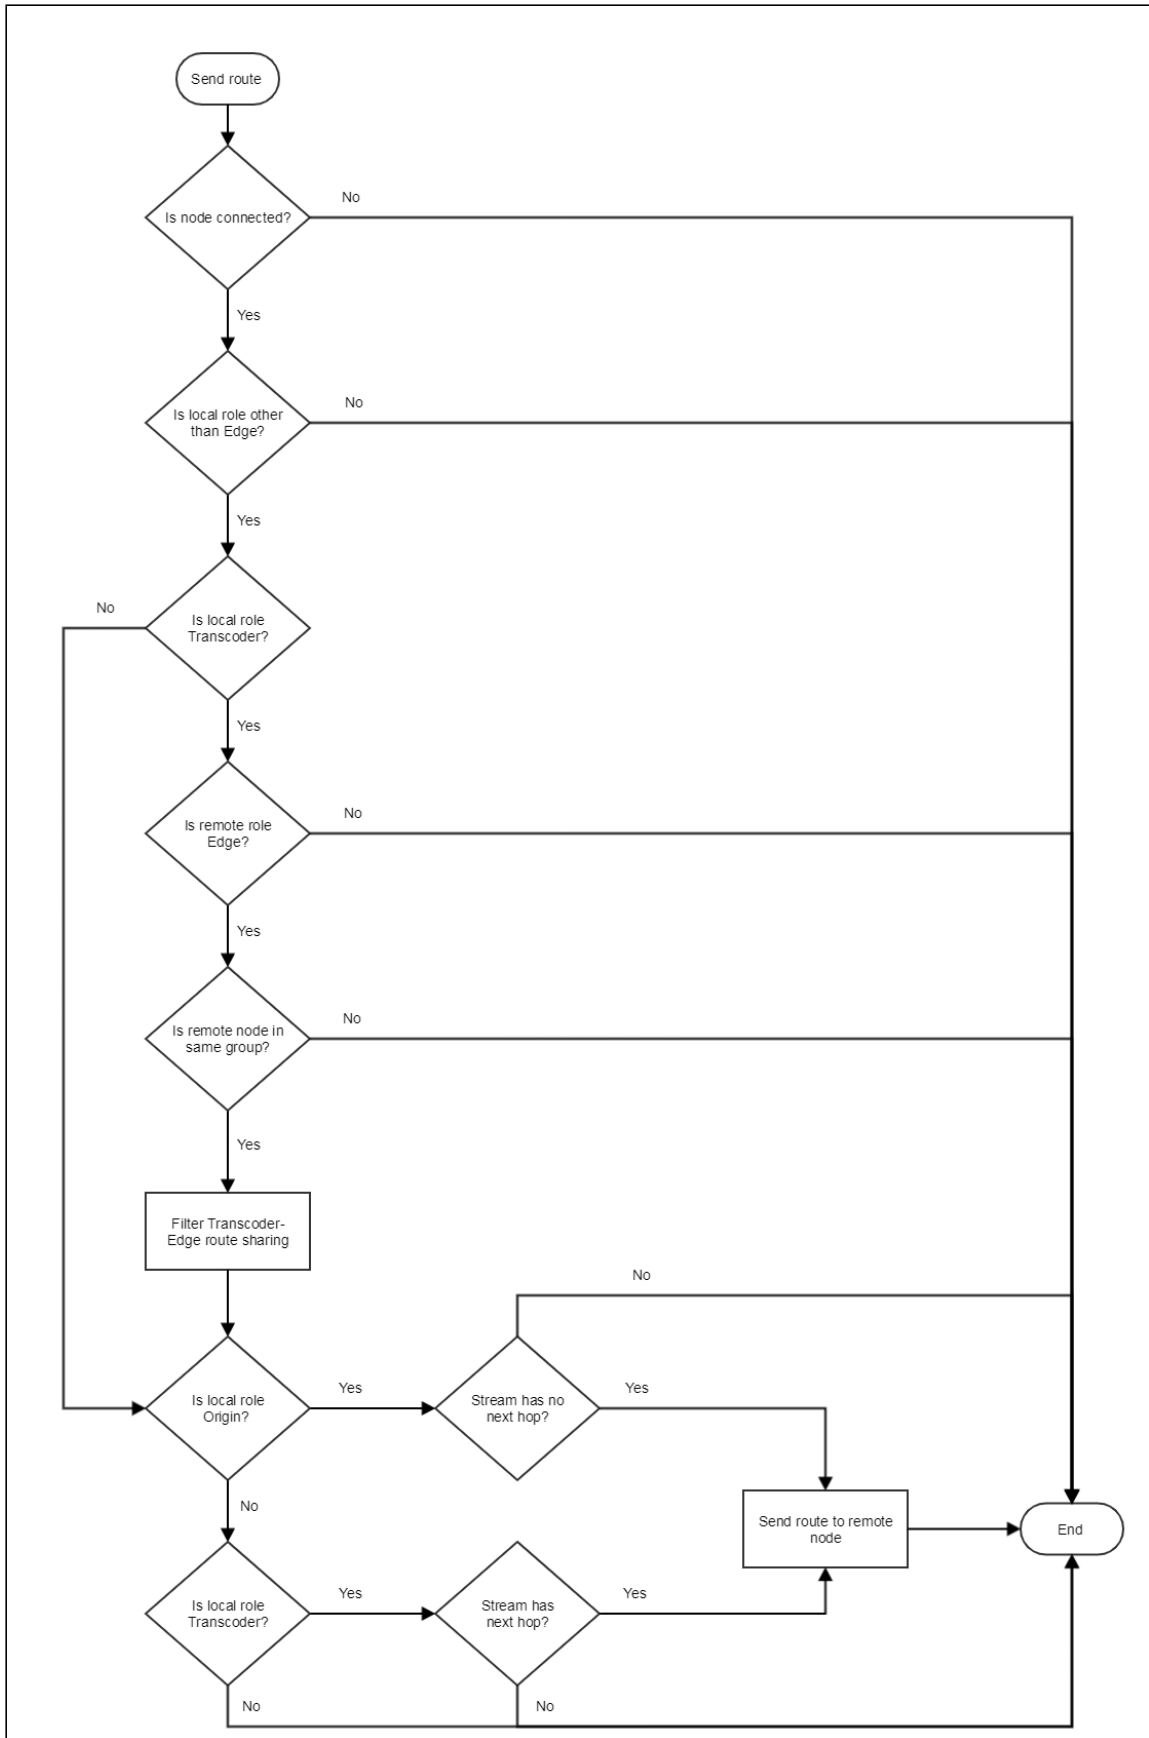 Send route
No
Is node connected?
Yes
No
Is local role other
than Edge?
Yes
No
Is local role
Transcoder?
Yes
No
Is remote role
Edge?
Yes
No
Is remote node in
same group?
Yes
Filter Transcoder-
Edge route sharing
No
Is local role
Origin?
Yes
Stream has no
next hop?
Yes
No
Send route to remote
node
End
Is local role
Transcoder?
Yes
Stream has
next hop?
Yes
No
No